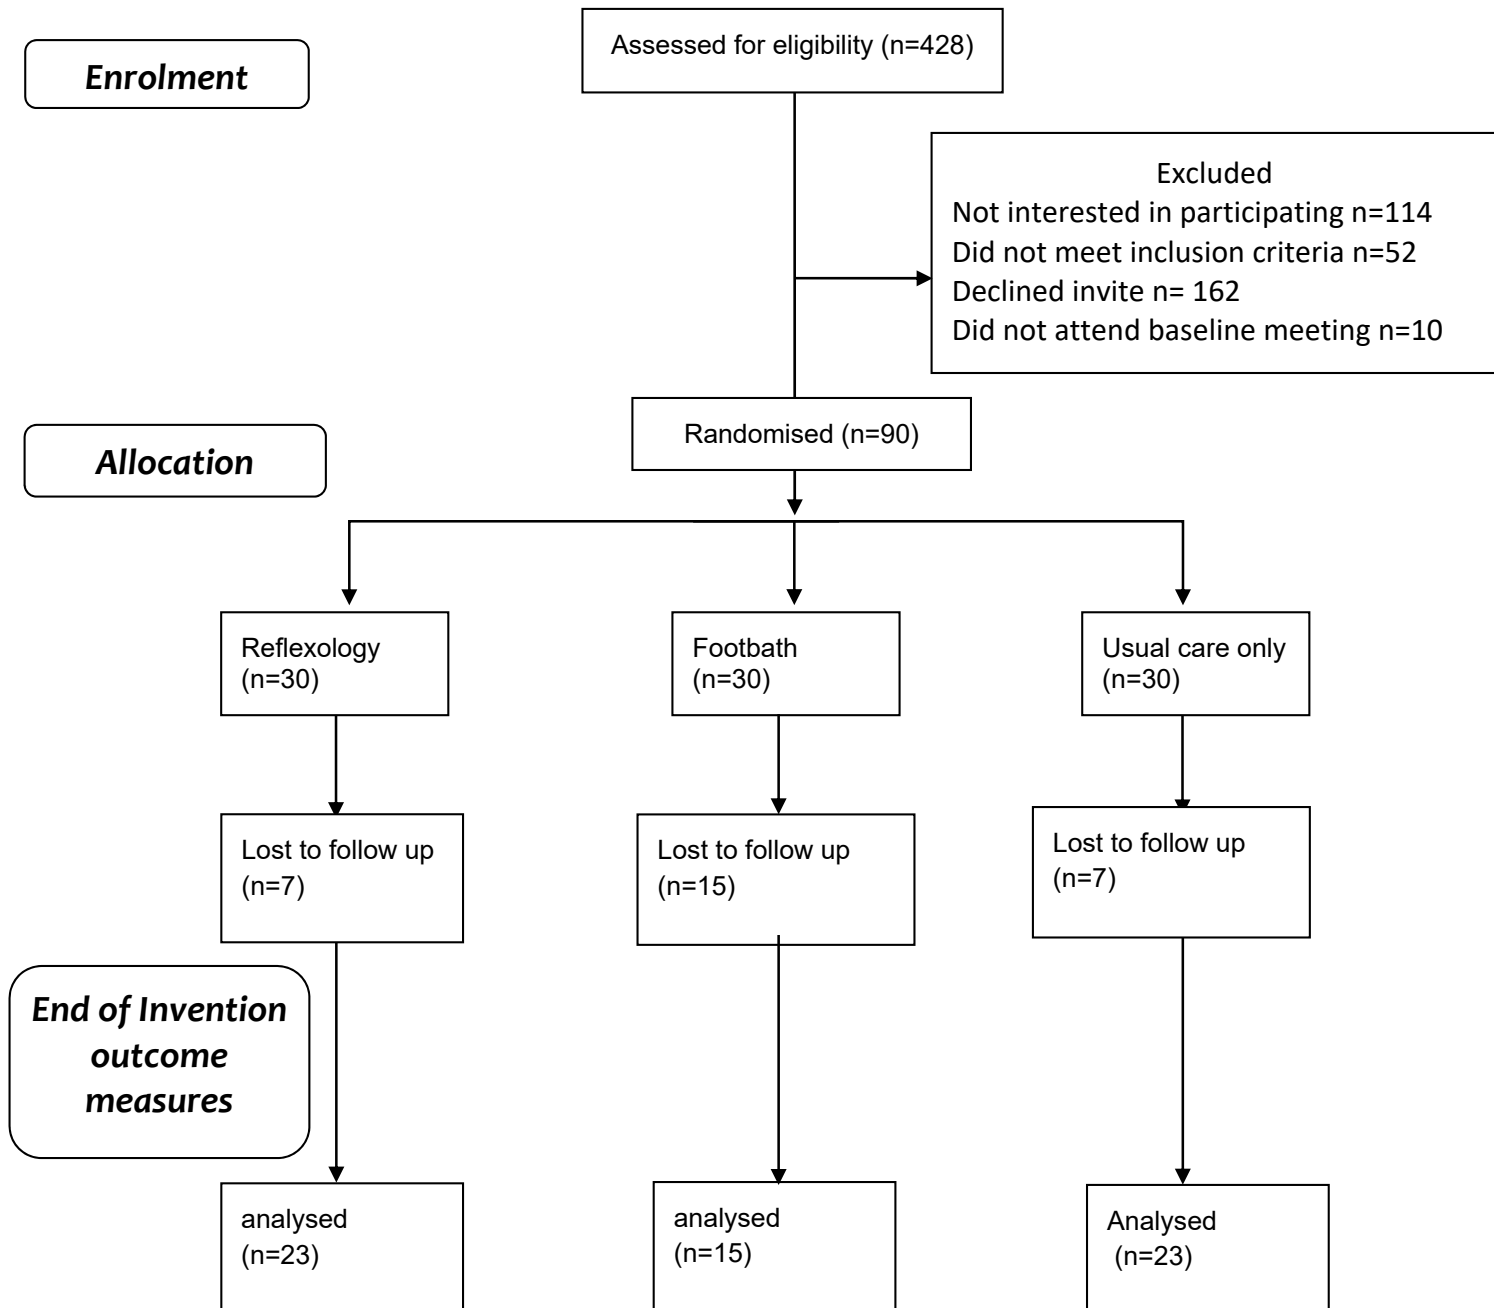 Enrolment
Assessed for eligibility (n=428)
Excluded
Not interested in participating n=114
Did not meet inclusion criteria n=52
Declined invite n= 162
Did not attend baseline meeting n=10
Randomised (n=90)
Allocation
Reflexology
(n=30)
Footbath
(n=30)
Usual care only
(n=30)
Lost to follow up
(n=7)
Lost to follow up
(n=15)
Lost to follow up
(n=7)
End of Invention
outcome
measures
analysed
(n=23)
analysed
(n=15)
Analysed
(n=23)